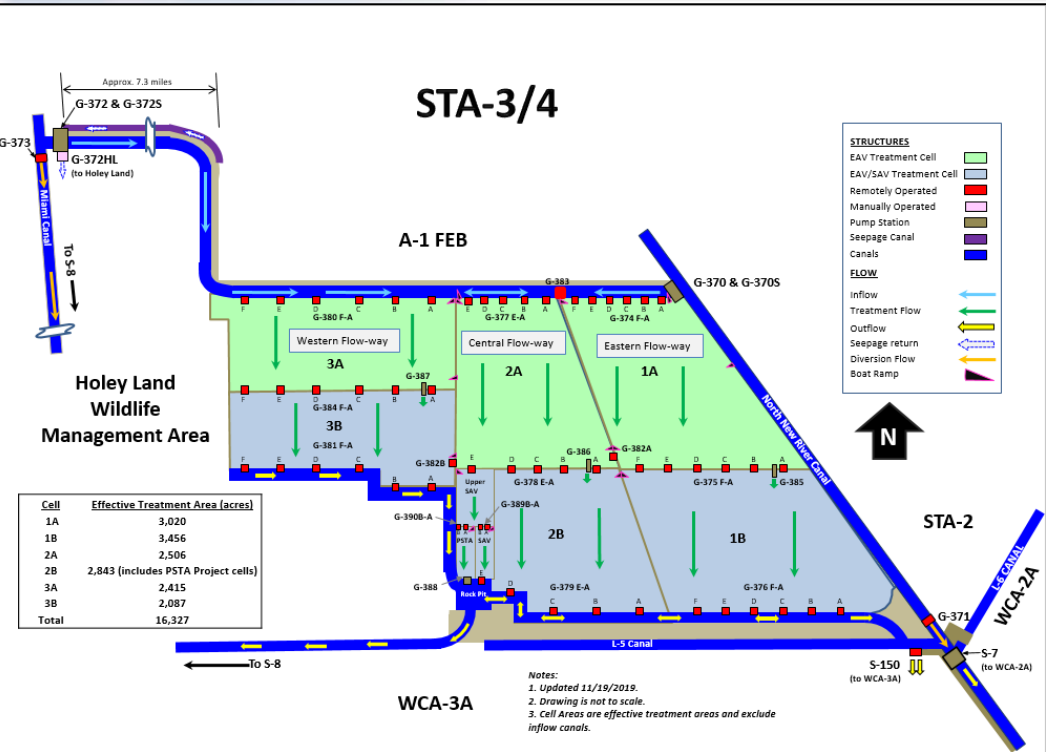 STA-3/4
Approx. 7.3 miles
G-372 & G-372S
G-373
G-372HL
(to Holey Land)
Miami Canal
To S-8
A-1 FEB
STRUCTURES
EAV Treatment Cell
EAV/SAV Treatment Cell
Remotely Operated
Manually Operated
Pump Station
Seepage Canal
Canals
FLOW
Inflow
Treatment Flow
Outflow
Seepage return
Diversion Flow
Boat Ramp
N
G-383
G-370 & G-370S
F E D C B A
E D C B A
F E D C B A
G-380 F-A
G-377 E-A
G-374 F-A
Western Flow-way
Central Flow-way
Eastern Flow-way
3A
2A
1A
G-387
North New River Canal
F E D C B A
G-384 F-A
3B
G-381 F-A
Holey Land
Wildlife
Management Area
G-382B
G-382A
G-386
F E D C
E D C B A
F E D C B A
G-378 E-A
G-375 F-A
G-385
B A
Upper
SAV
G-389B-A
G-390B-A
B A B A
PSTA SAV
2B
1B
STA-2
L-6 CANAL
WCA-2A
Cell Effective Treatment Area (acres)
1A 3,020
1B 3,456
2A 2,506
2B 2,843 (includes PSTA Project cells)
3A 2,415
3B 2,087
Total 16,327
G-388
E
D
Rock Pit
G-379 E-A
G-376 F-A
C B A
F E D C B A
G-371
L-5 Canal
S-7
(to WCA-2A)
S-150
(to WCA-3A)
To S-8
WCA-3A
Notes:
1. Updated 11/19/2019.
2. Drawing is not to scale.
3. Cell Areas are effective treatment areas and exclude
inflow canals.